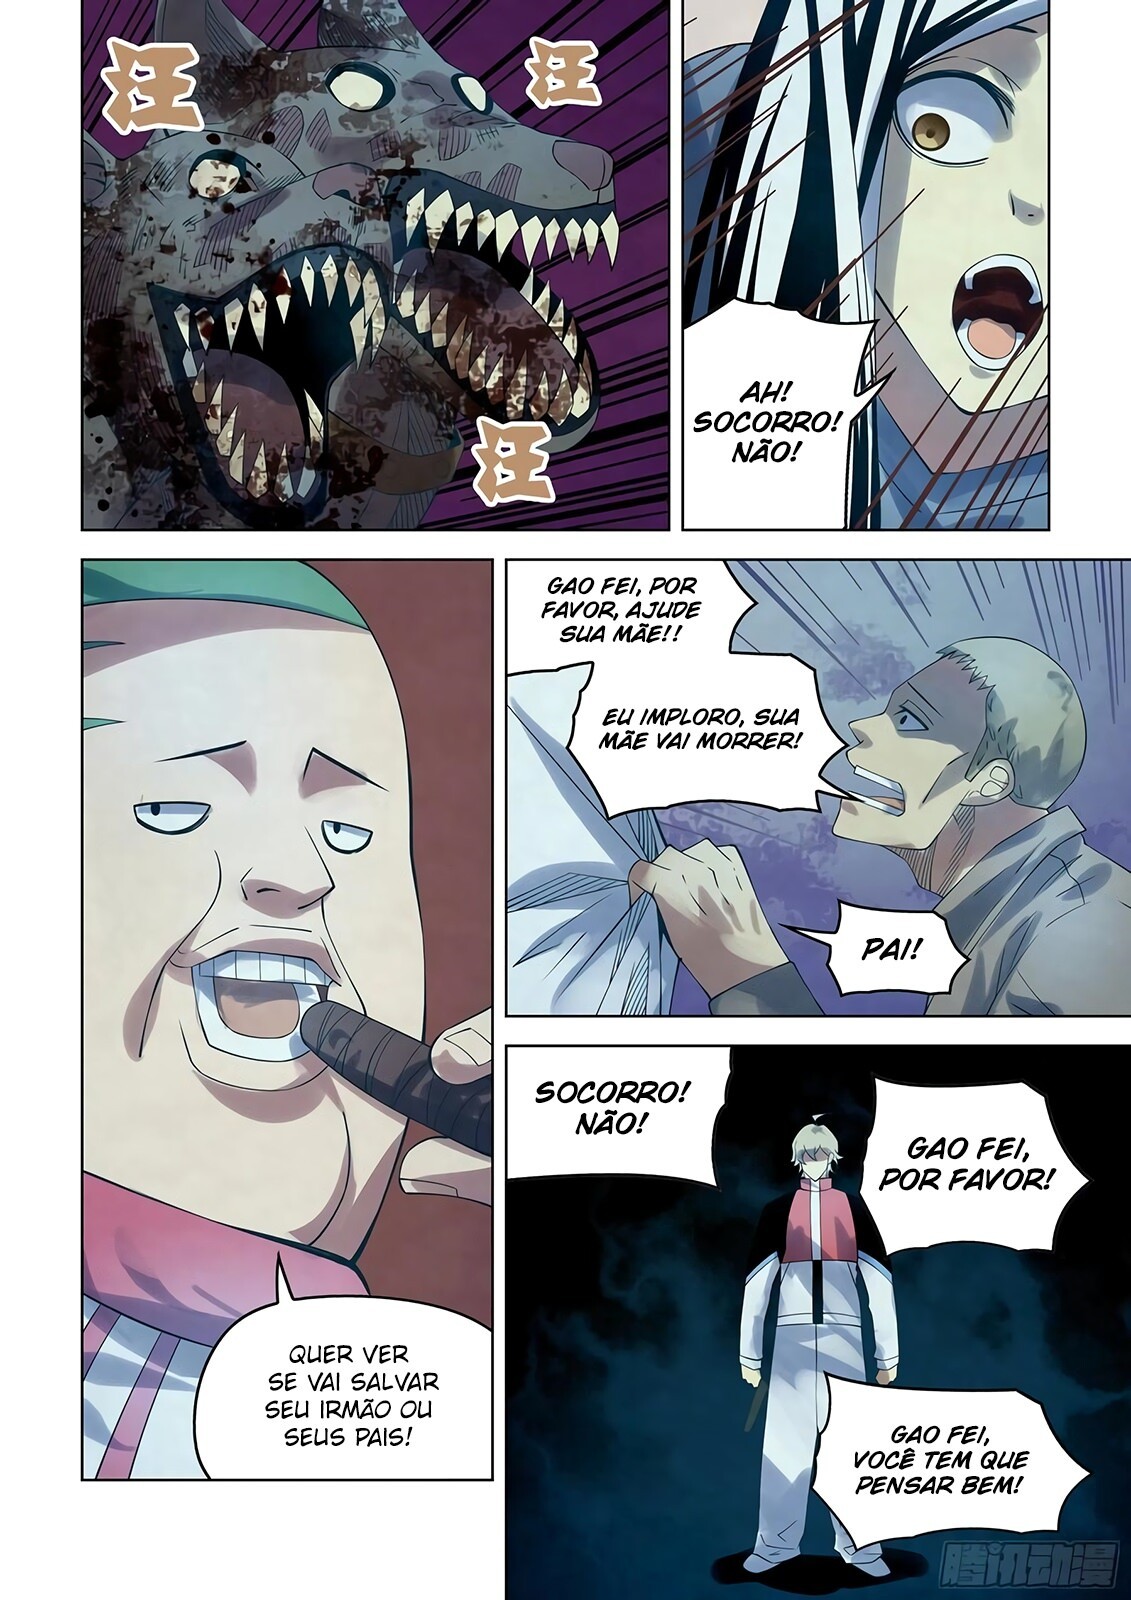 汪
汪
汪
AH!
SOCORRO!
NÃO!
GAO FEI, POR
FAVOR, AJUDE
SUA MÃE!!
EU IMPLORO, SUA
MÃE VAI MORRER!
PAI!
QUER VER
SE VAI SALVAR
SEU IRMÃO OU
SEUS PAIS!
SOCORRO!
NÃO!
GAO FEI,
POR FAVOR!
GAO FEI,
VOCÊ TEM QUE
PENSAR BEM!
腾讯动漫